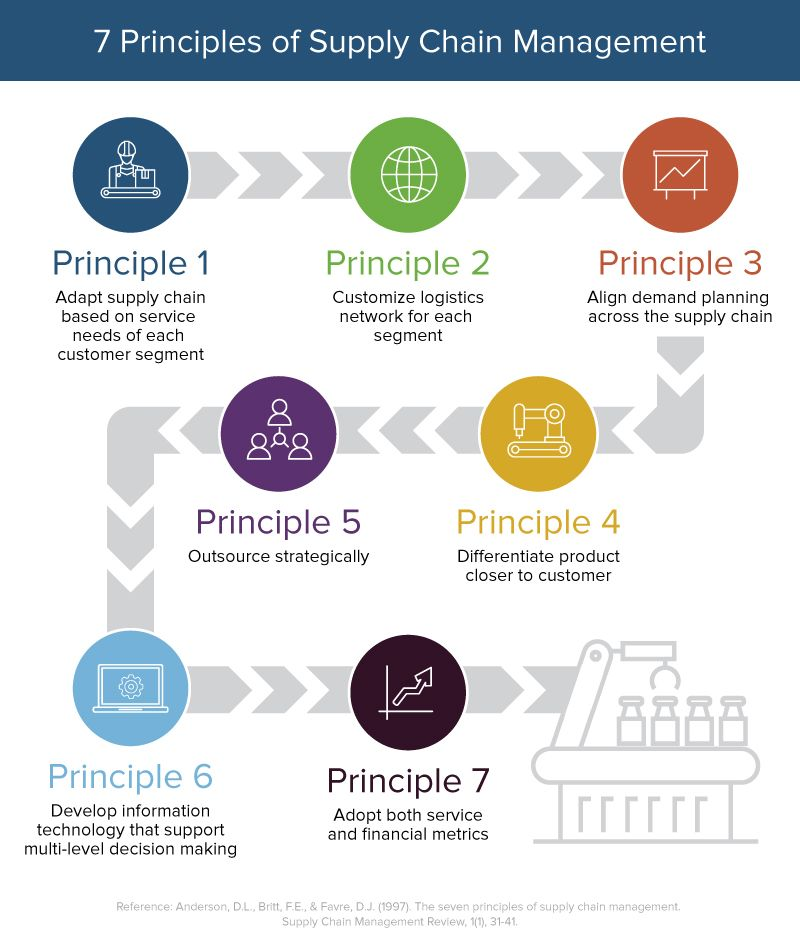 7 Principles of Supply Chain Management
Principle 1
Adapt supply chain
based on service
needs of each
customer segment
Principle 2
Customize logistics
network for each
segment
Principle 3
Align demand planning
across the supply chain
Principle 4
Differentiate product
closer to customer
Principle 5
Outsource strategically
Principle 6
Develop information
technology that support
multi-level decision making
Principle 7
Adopt both service
and financial metrics
Reference: Anderson, D.L., Britt, F.E., & Favre, D.J. (1997). The seven principles of supply chain management.
Supply Chain Management Review, 1(1), 31-41.